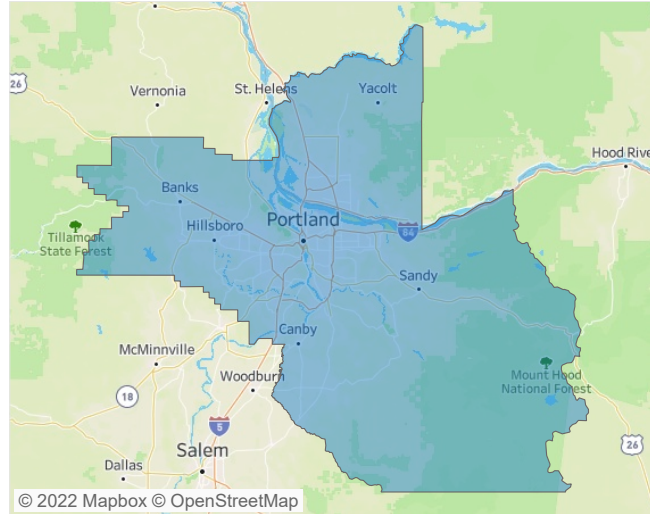 26
Vernonia
St. Helens
Yacolt
Hood River
Banks
Hillsboro
Portland
84
Tillamook
State Forest
Sandy
Canby
McMinnville
Woodburn
Mount Hood
National Forest
18
5
Salem
26
Dallas
© 2022 Mapbox © OpenStreetMap